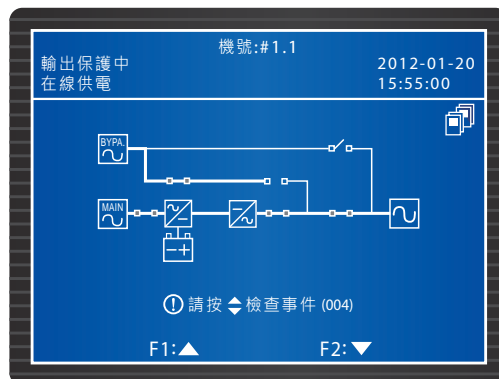 機號:#1.1
輸出保護中
2012-01-20
在線供電
15:55:00
BYPA.
MAIN
請按檢查事件 (004)
F1:
F2: